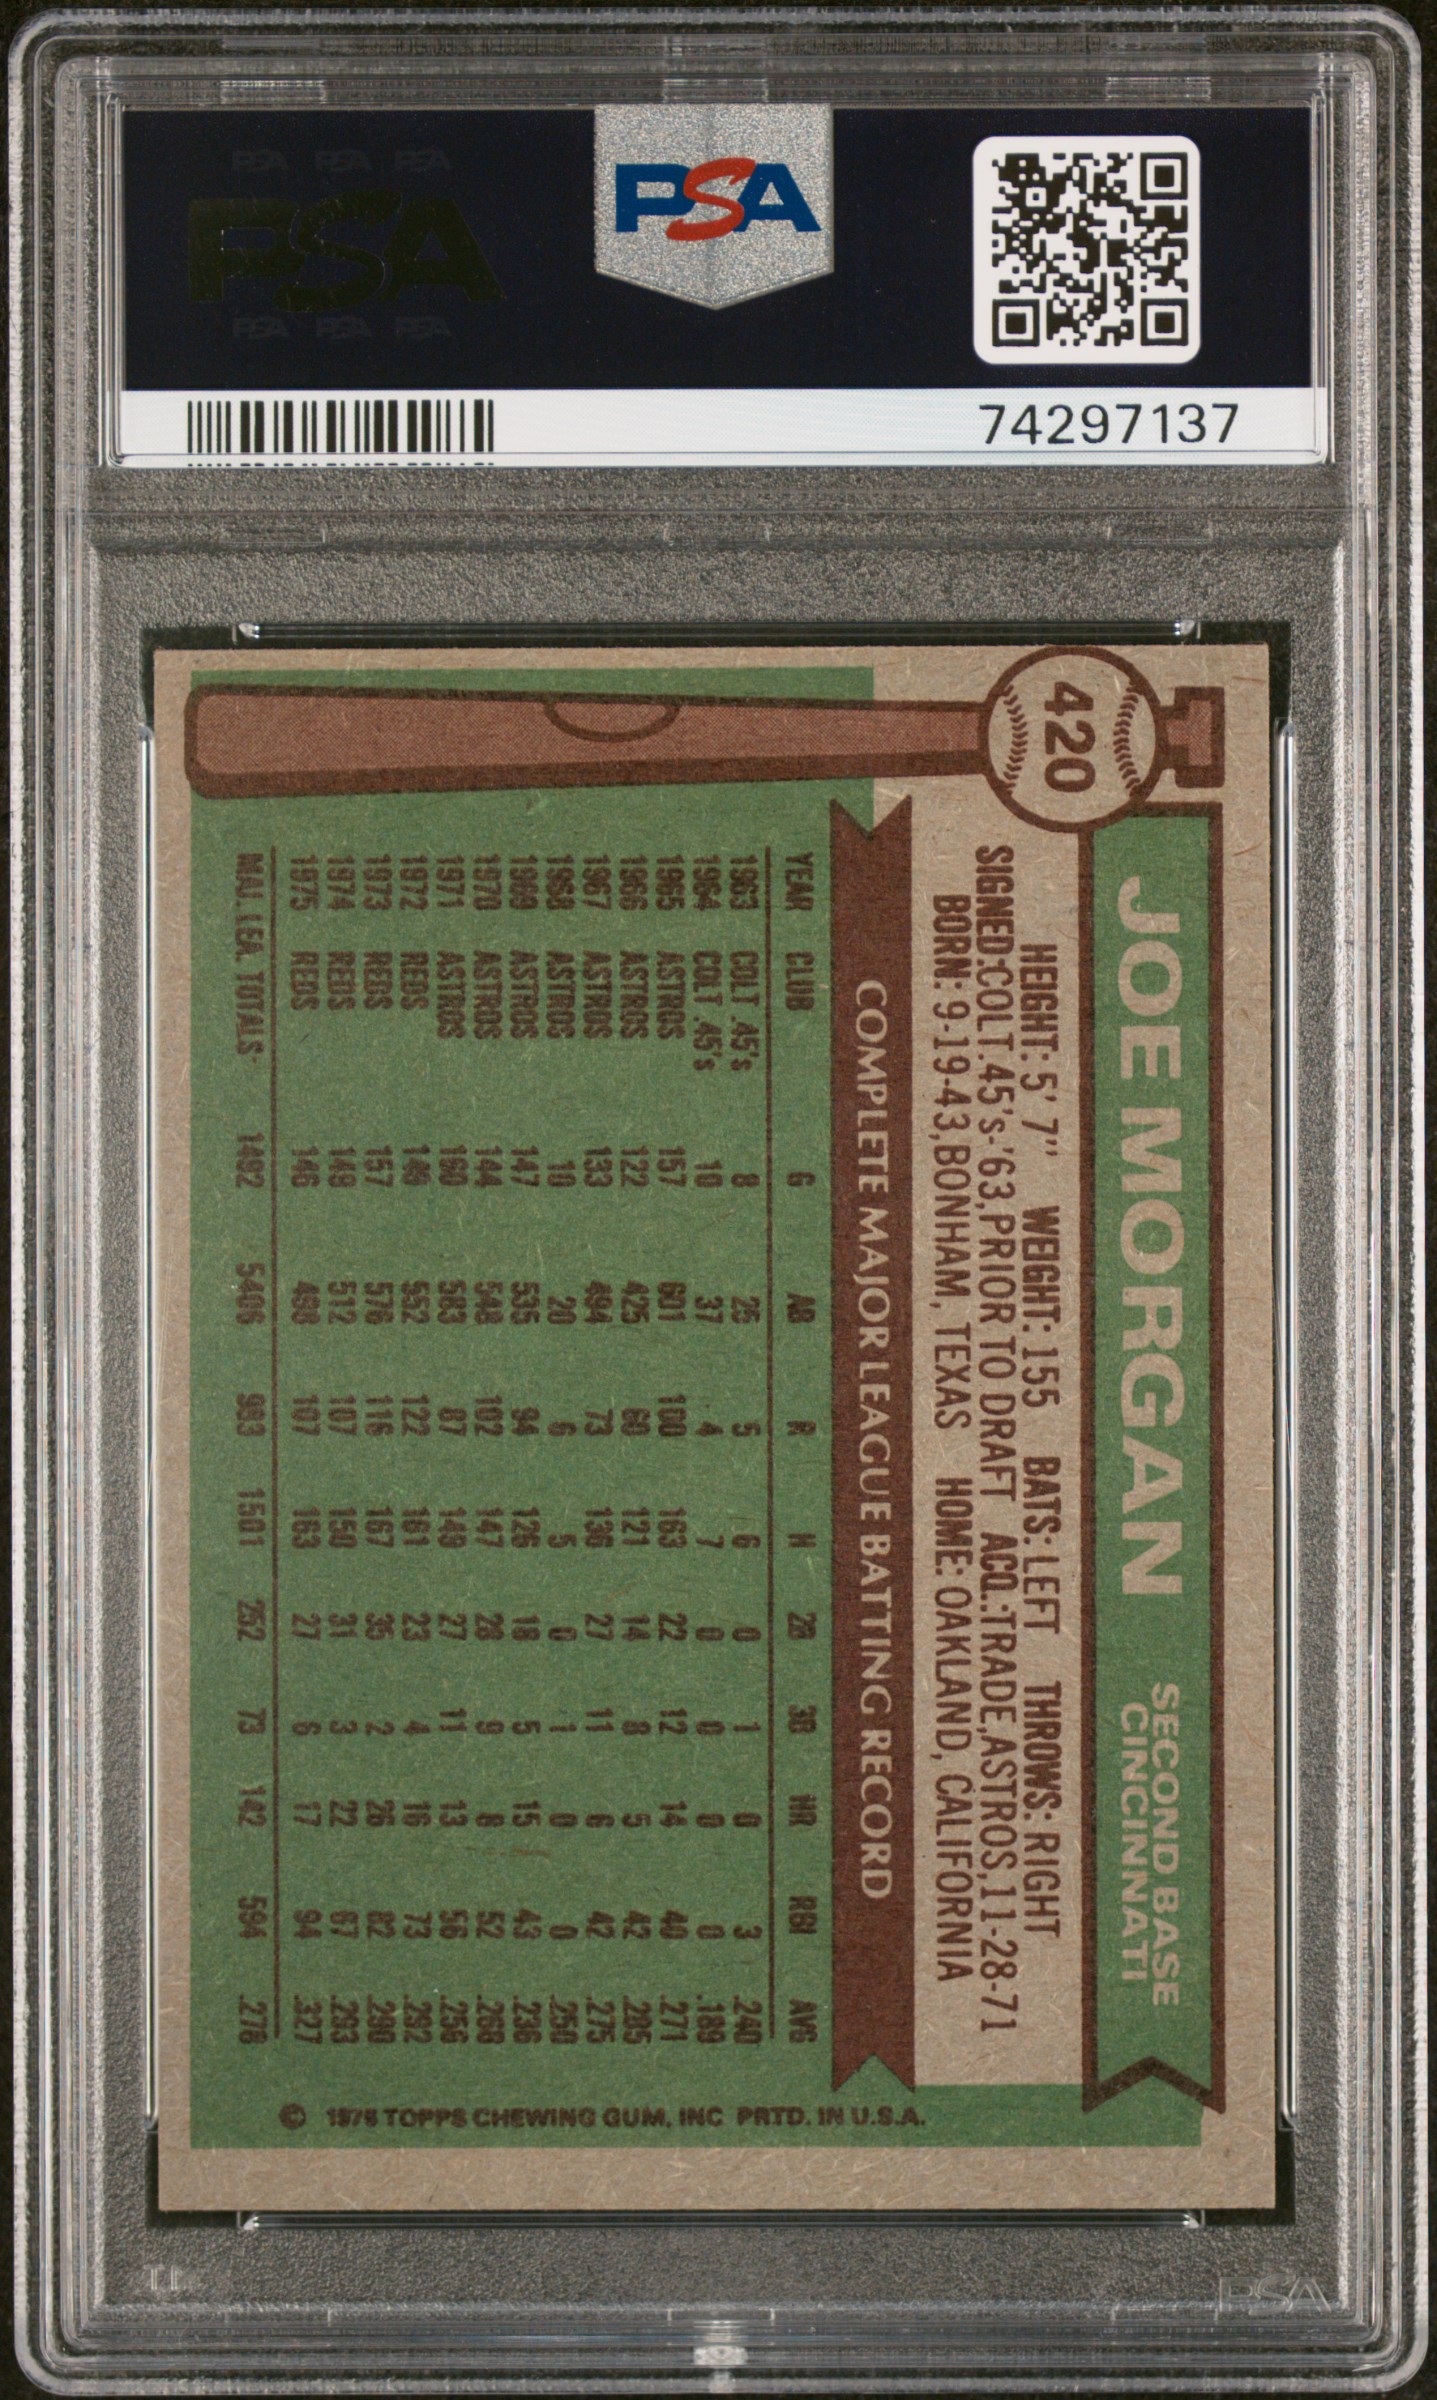 PSA PSA PSA
PSA
PSA PSA PSA
PSA
74297137
420
JOE MORGAN
SECOND BASE
CINCINNATI
HEIGHT: 5' 7" WEIGHT: 155 BATS: LEFT THROWS: RIGHT
SIGNED-COLT.45's-'63,PRIOR TO DRAFT ACQ.:TRADE,ASTROS,11-28-71
BORN: 9-19-43,BONHAM, TEXAS HOME: OAKLAND, CALIFORNIA
COMPLETE MAJOR LEAGUE BATTING RECORD
YEAR CLUB G AB R H 2B 3B HR RBI AVG
1963 COLT .45's 8 25 5 6 0 1 0 3 .240
1964 COLT .45's 10 37 4 7 0 0 0 0 .189
1965 ASTROS 157 601 100 163 22 12 14 40 .271
1966 ASTROS 122 425 60 121 14 8 5 42 .285
1967 ASTROS 133 494 73 136 27 11 6 42 .275
1968 ASTROS 10 20 6 5 0 1 0 0 .250
1969 ASTROS 147 535 94 126 18 5 15 43 .236
1970 ASTROS 144 548 102 147 28 9 8 52 .268
1971 ASTROS 160 583 87 149 27 11 13 56 .256
1972 REDS 149 552 122 161 23 4 16 73 .292
1973 REDS 157 576 116 167 35 2 26 82 .290
1974 REDS 149 512 107 150 31 3 22 67 .293
1975 REDS 146 498 107 163 27 6 17 94 .327
MAJ. LEA. TOTALS 1492 5406 983 1501 252 73 142 594 .278
© 1976 TOPPS CHEWING GUM, INC PRTD. IN U.S.A.
PSA